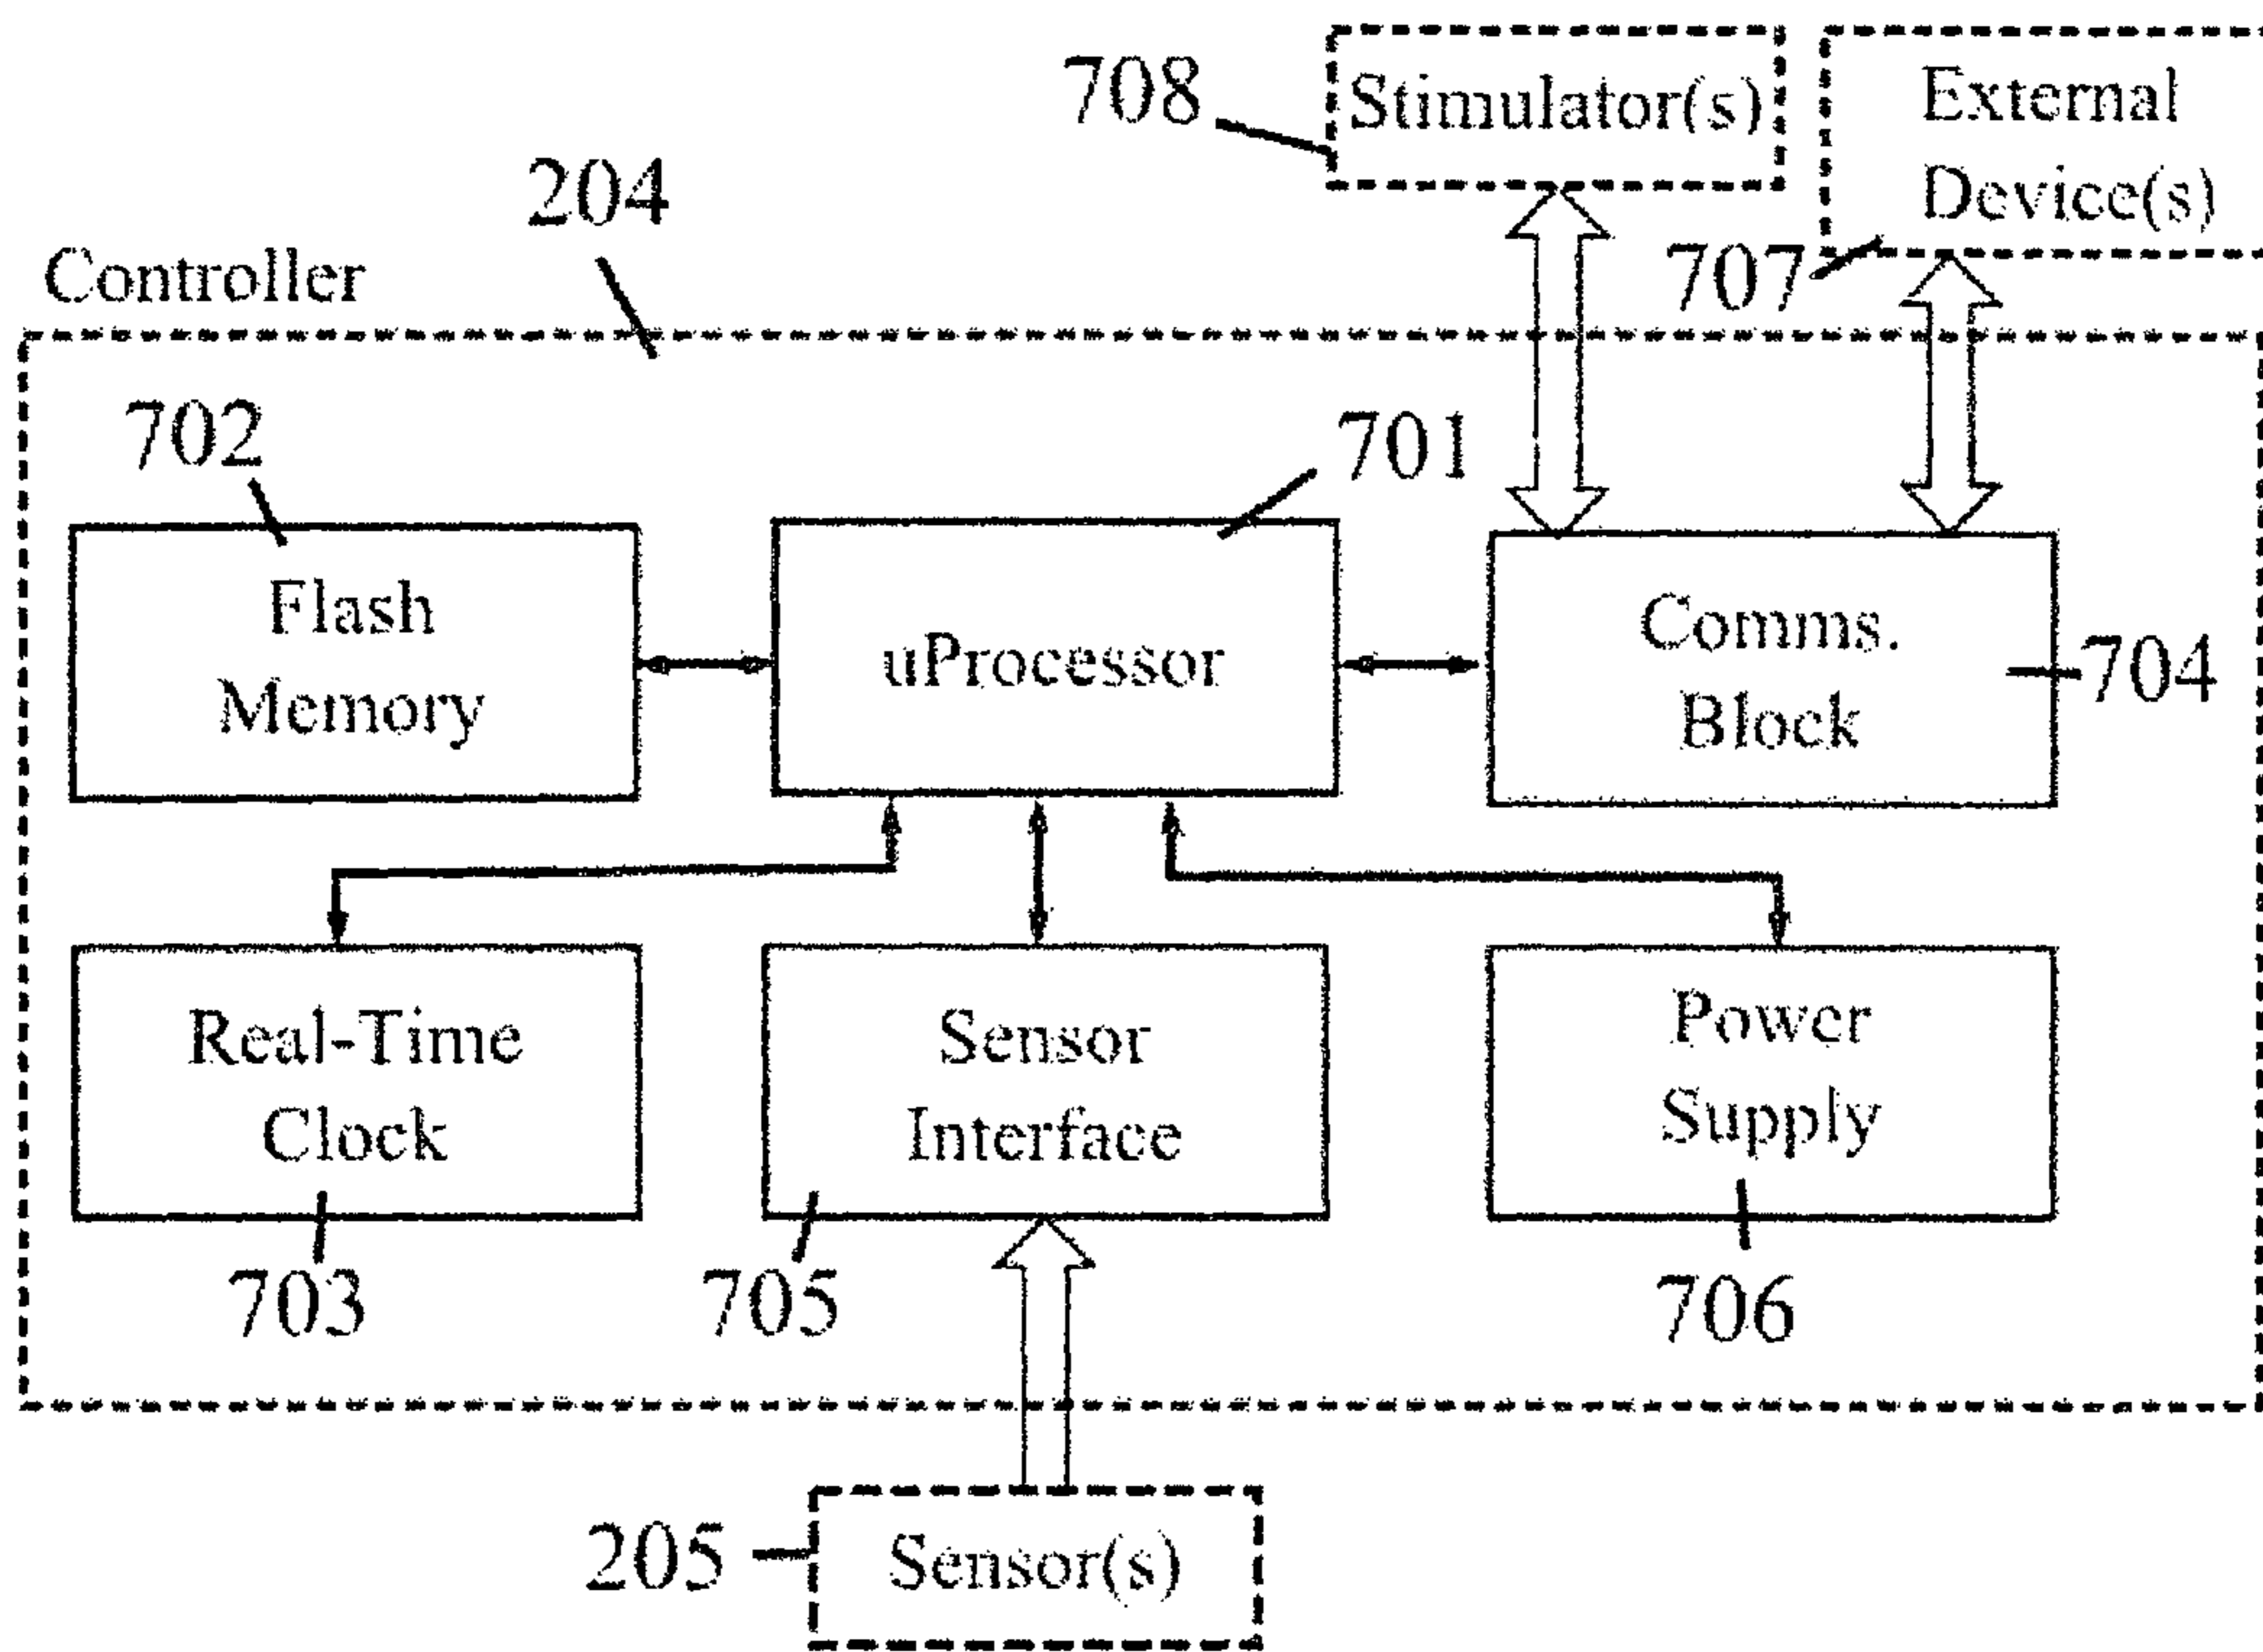 708
Stimulator(s)
External
Device(s)
707
204
Controller
702
701
Flash
Memory
uProcessor
Comms.
Block
704
Real-Time
Clock
Sensor
Interface
Power
Supply
703
705
706
205
Sensor(s)